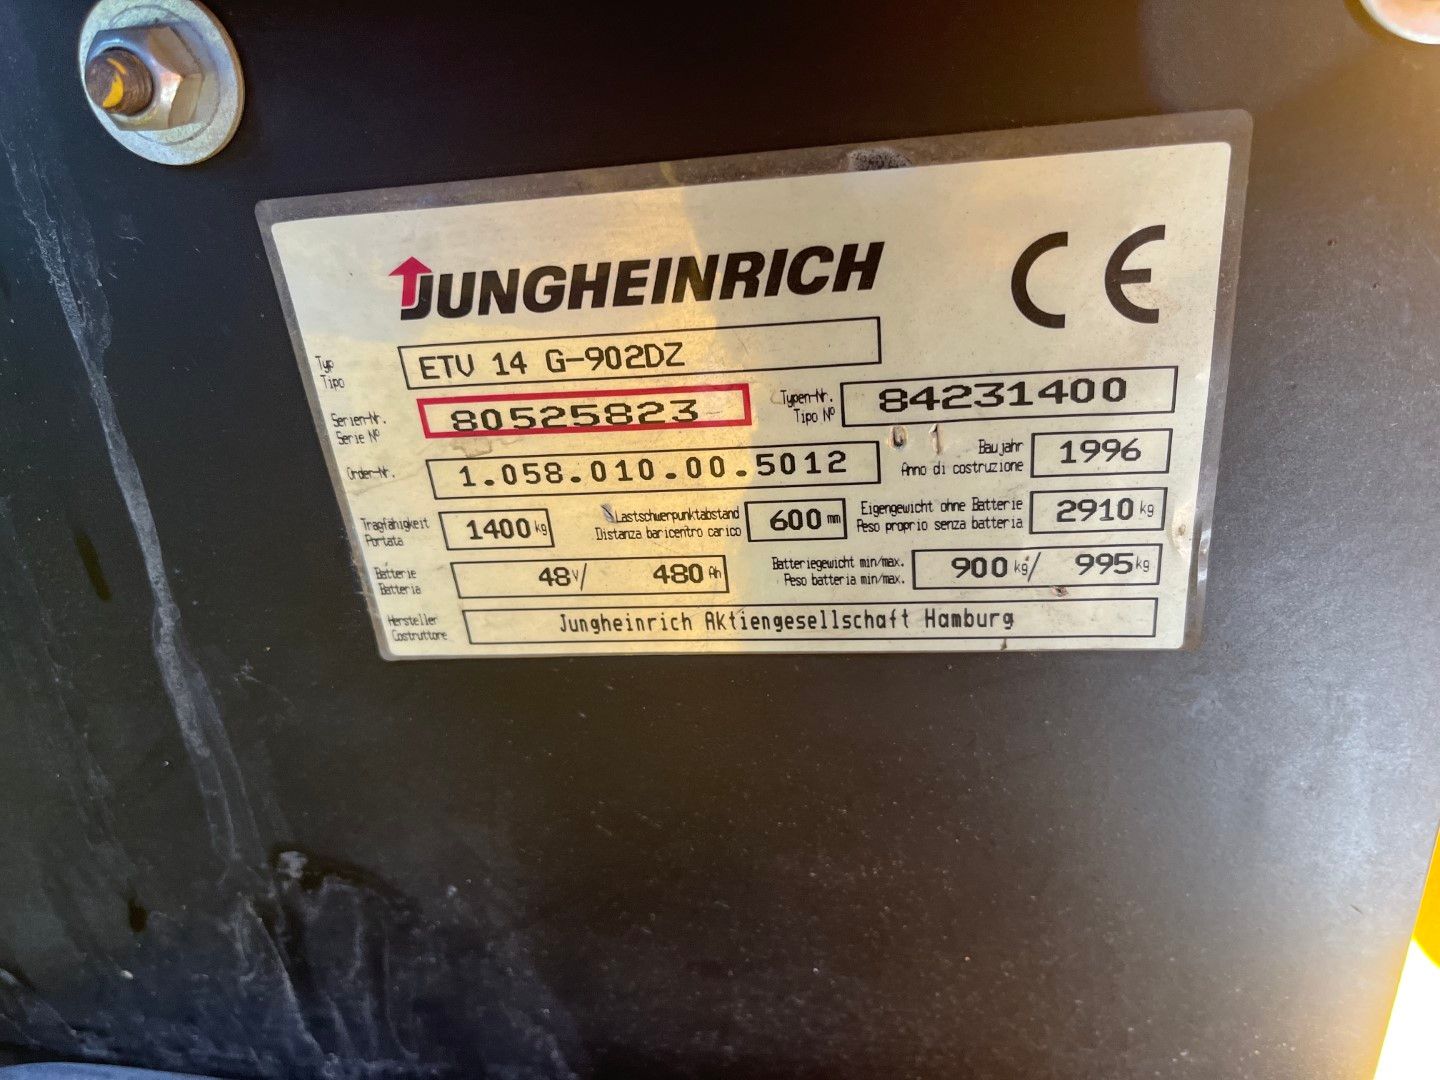 JUNGHEINRICH CE
Typ ETV 14 G-902DZ
Tipo
Serien-Nr. 80525823 Typen-Nr. 84231400
Serie Nº Tipo Nº
01
Order-Nr. 1.058.010.00.5012 Baujahr 1996
Anno di costruzione
Tragfähigkeit 1400 kg Lastschwerpunktabstand 600 mm Eigengewicht ohne Batterie 2910 kg
Portata Distanza baricentro carico Peso proprio senza batteria
Batterie 48 V/ 480 Ah Batteriegewicht min/max. 900 kg/ 995 kg
Batteria Peso batteria min/max.
Hersteller Jungheinrich Aktiengesellschaft Hamburg
Costruttore